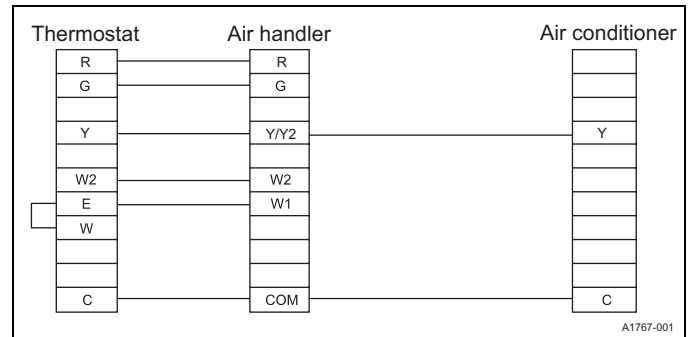 Thermostat Air handler Air conditioner
R R
G G
Y Y/Y2 Y
W2 W2
E W1
W
C COM C
A1767-001